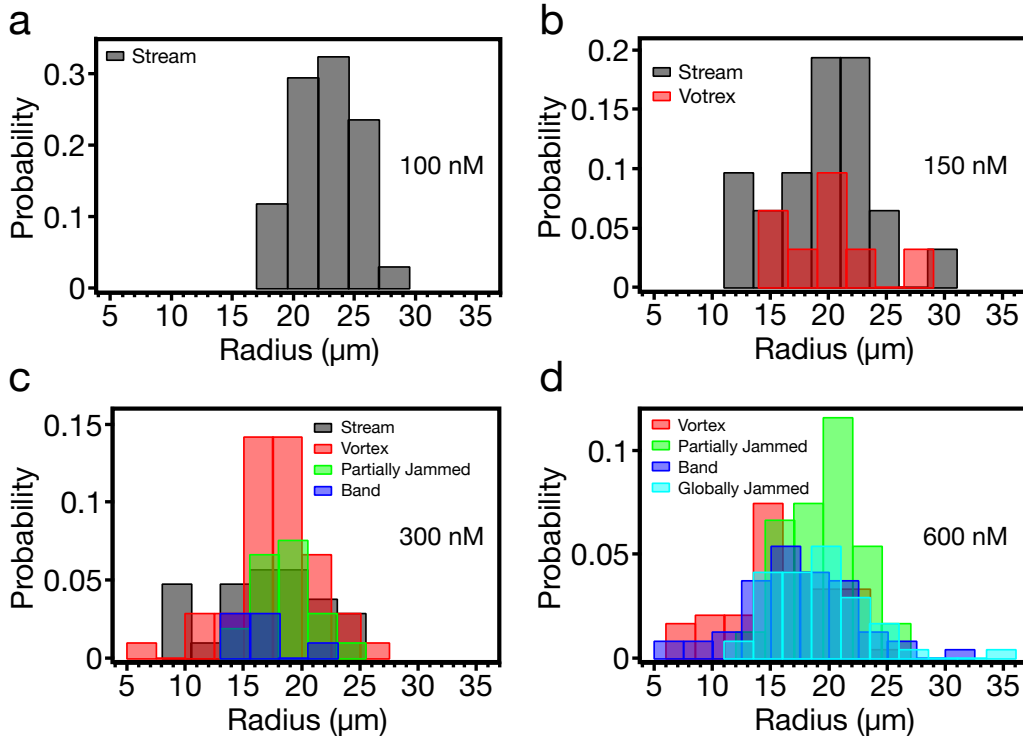 a
Stream
0.3
0.2
0.1
0
Probability
100 nM
5 10 15 20 25 30 35
Radius (µm)
b
Stream
Votrex
0.2
0.15
0.1
0.05
0
Probability
150 nM
5 10 15 20 25 30 35
Radius (µm)
c
Stream
Vortex
Partially Jammed
Band
0.15
0.1
0.05
0
Probability
300 nM
5 10 15 20 25 30 35
Radius (µm)
d
Vortex
Partially Jammed
Band
Globally Jammed
0.1
0.05
0
Probability
600 nM
5 10 15 20 25 30 35
Radius (µm)